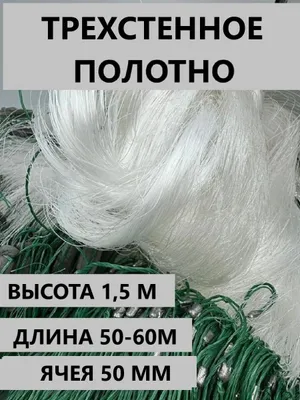 ТРЕХСТЕННОЕ
ПОЛОТНО
ВЫСОТА 1,5 М
ДЛИНА 50-60М
ЯЧЕЯ 50 ММ